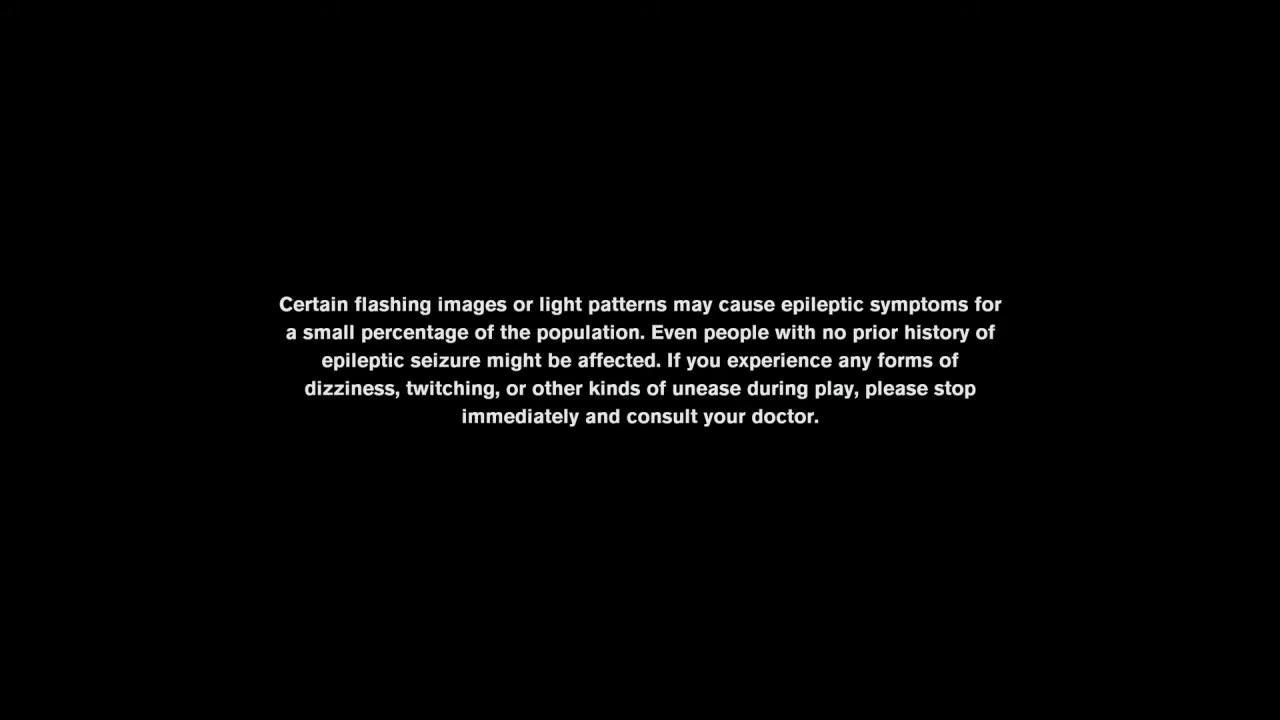 Certain flashing images or light patterns may cause epileptic symptoms for
a small percentage of the population. Even people with no prior history of
epileptic seizure might be affected. If you experience any forms of
dizziness, twitching, or other kinds of unease during play, please stop
immediately and consult your doctor.